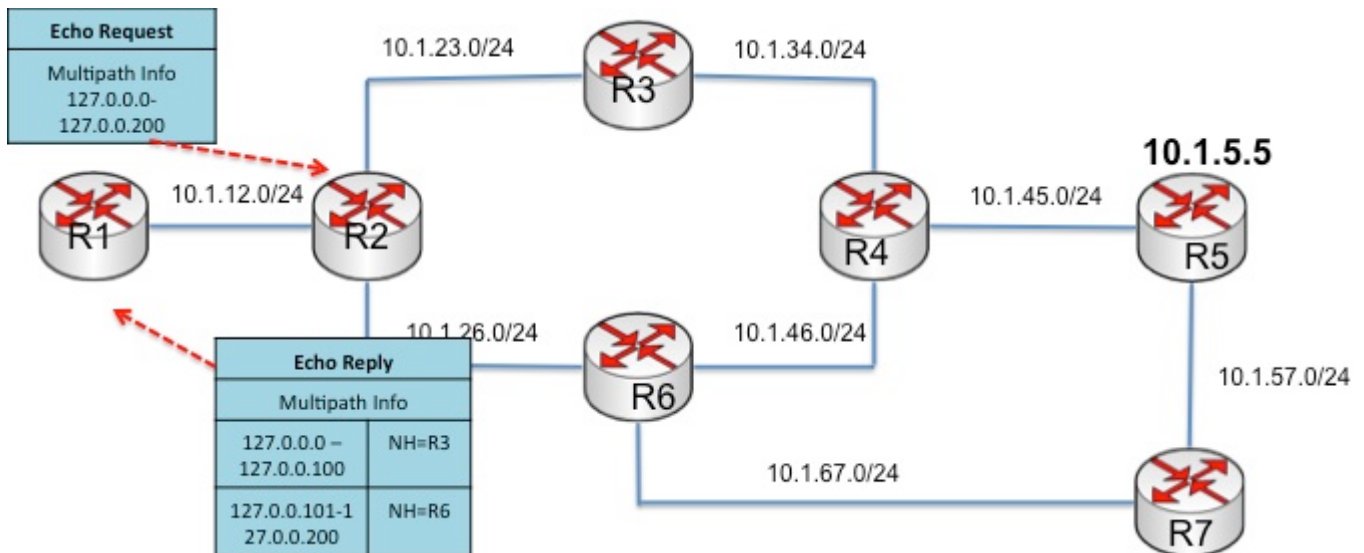 Echo Request
Multipath Info
127.0.0.0-
127.0.0.200
10.1.23.0/24
10.1.34.0/24
R3
10.1.5.5
10.1.12.0/24
10.1.45.0/24
R1
R2
R4
R5
10.1.26.0/24
10.1.46.0/24
R6
10.1.57.0/24
Echo Reply
Multipath Info
127.0.0.0 –
127.0.0.100
NH=R3
127.0.0.101-1
27.0.0.200
NH=R6
10.1.67.0/24
R7